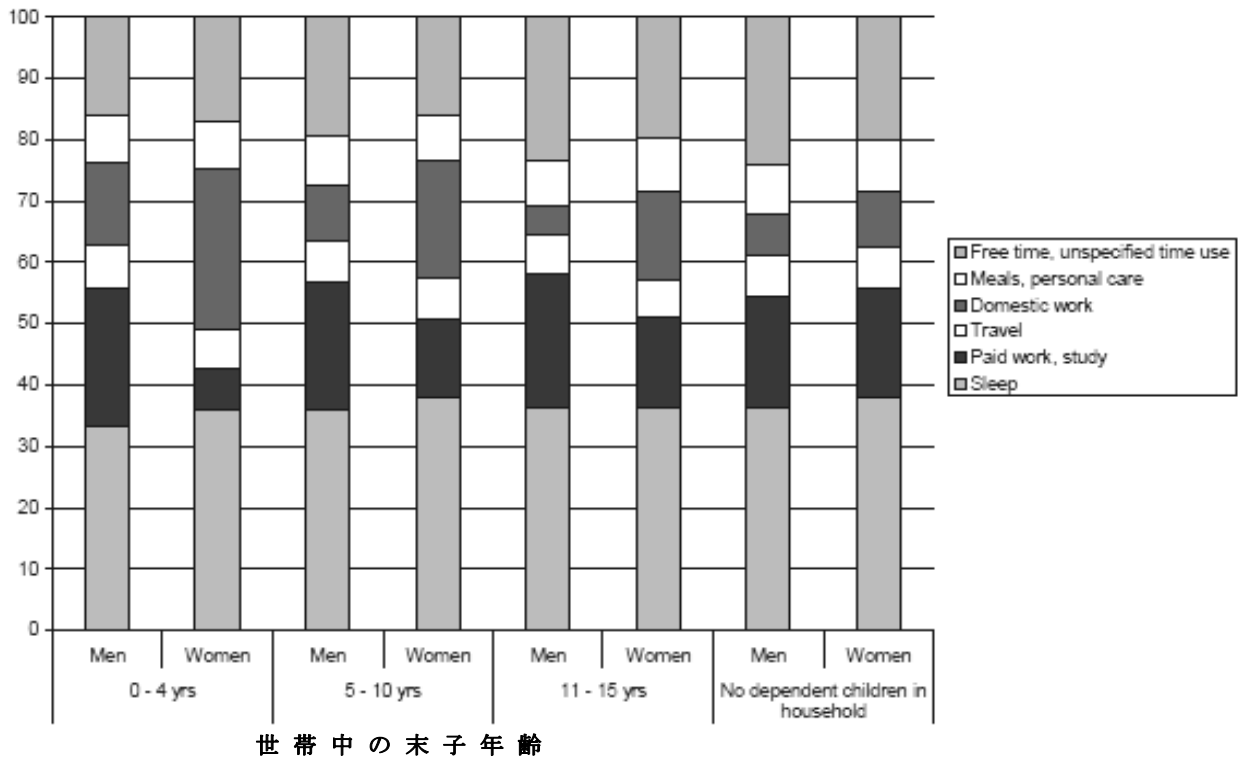 100
90
80
70
60
50
40
30
20
10
0
Men Women Men Women Men Women Men Women
0 - 4 yrs 5 - 10 yrs 11 - 15 yrs No dependent children in
household
世帯中の末子年齢
Free time, unspecified time use
Meals, personal care
Domestic work
Travel
Paid work, study
Sleep